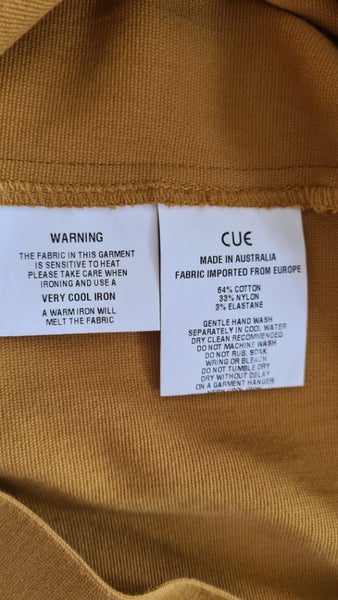 WARNING
THE FABRIC IN THIS GARMENT
IS SENSITIVE TO HEAT
PLEASE TAKE CARE WHEN
IRONING AND USE A
VERY COOL IRON
A WARM IRON WILL
MELT THE FABRIC
CUE
MADE IN AUSTRALIA
FABRIC IMPORTED FROM EUROPE
64% COTTON
33% NYLON
3% ELASTANE
GENTLE HAND WASH
SEPARATELY IN COOL WATER
DRY CLEAN RECOMMENDED
DO NOT MACHINE WASH
DO NOT RUB, SOAK,
WRING OR BLEACH
DO NOT TUMBLE DRY
DRY WITHOUT DELAY
ON A GARMENT HANGER
VERY COOL IRON